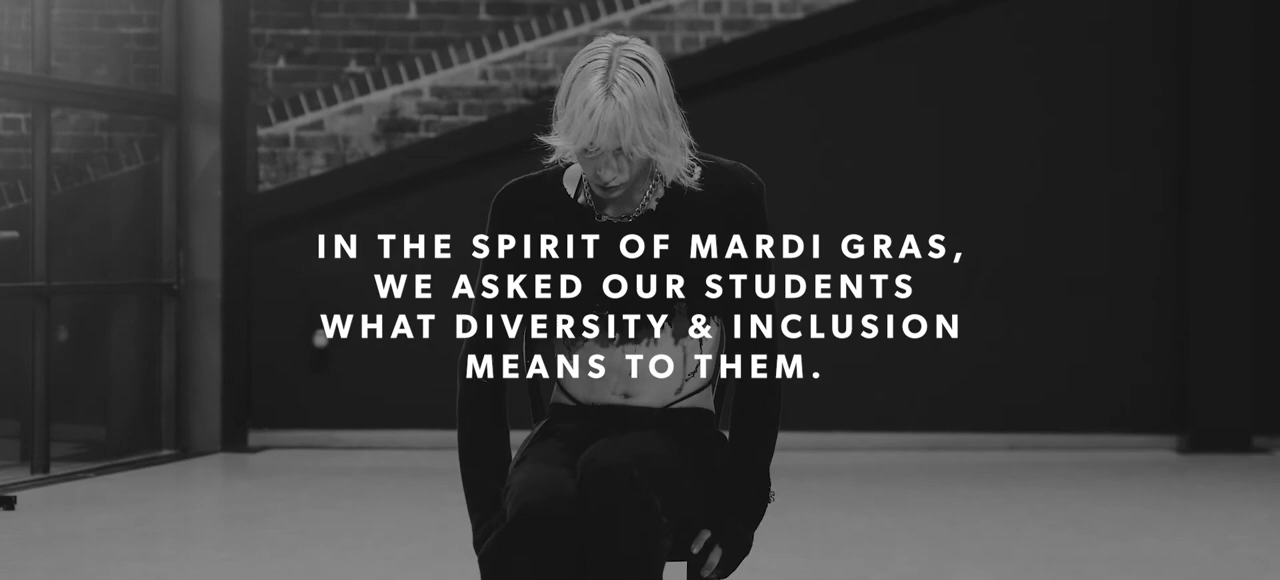 IN THE SPIRIT OF MARDI GRAS,
WE ASKED OUR STUDENTS
WHAT DIVERSITY & INCLUSION
MEANS TO THEM.